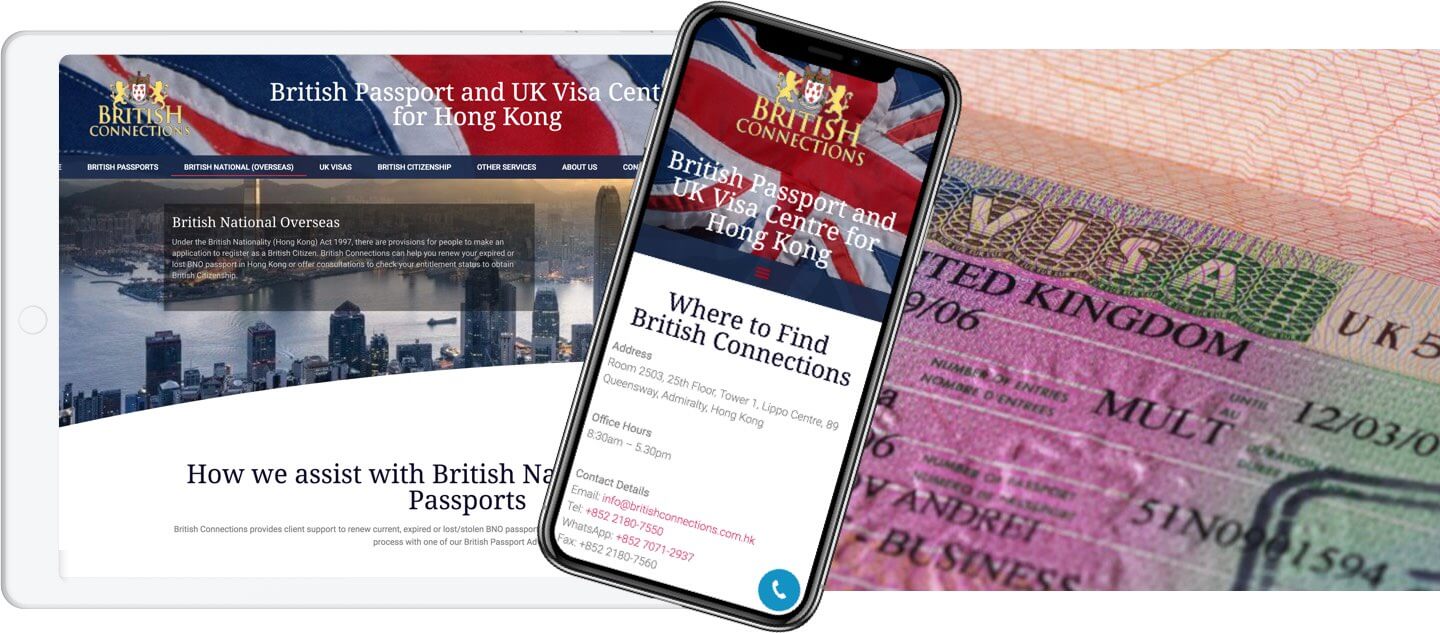 BRITISH
CONNECTIONS
British Passport and UK Visa Cent
for Hong Kong
E BRITISH PASSPORTS BRITISH NATIONAL (OVERSEAS) UK VISAS BRITISH CITIZENSHIP OTHER SERVICES ABOUT US CON
British National Overseas
Under the British Nationality (Hong Kong) Act 1997, there are provisions for people to make an
application to register as a British Citizen. British Connections can help you renew your expired or
lost BNO passport in Hong Kong or offer consultations to check your entitlement status to obtain
British Citizenship.
How we assist with British Na
Passports
British Connections provides client support to renew current, expired or lost/stolen BNO passport
process with one of our British Passport Ad
BRITISH
CONNECTIONS
British Passport and
UK Visa Centre for
Hong Kong
Where to Find
British Connections
Address
Room 2503, 25th Floor, Tower 1, Lippo Centre, 89
Queensway, Admiralty, Hong Kong
Office Hours
8:30am – 5.30pm
Contact Details
Email: info@britishconnections.com.hk
Tel: +852 2180-7550
WhatsApp: +852 7071-2937
Fax: +852 2180-7560
VISA
UK 5
ITED KINGDOM
9/06
NUMBER OF ENTRIES
NOMBRE D'ENTREES
MULT
UNTIL
AU
12/03/0
a
06
51N0091594
OV ANDRIT
- BUSINESS